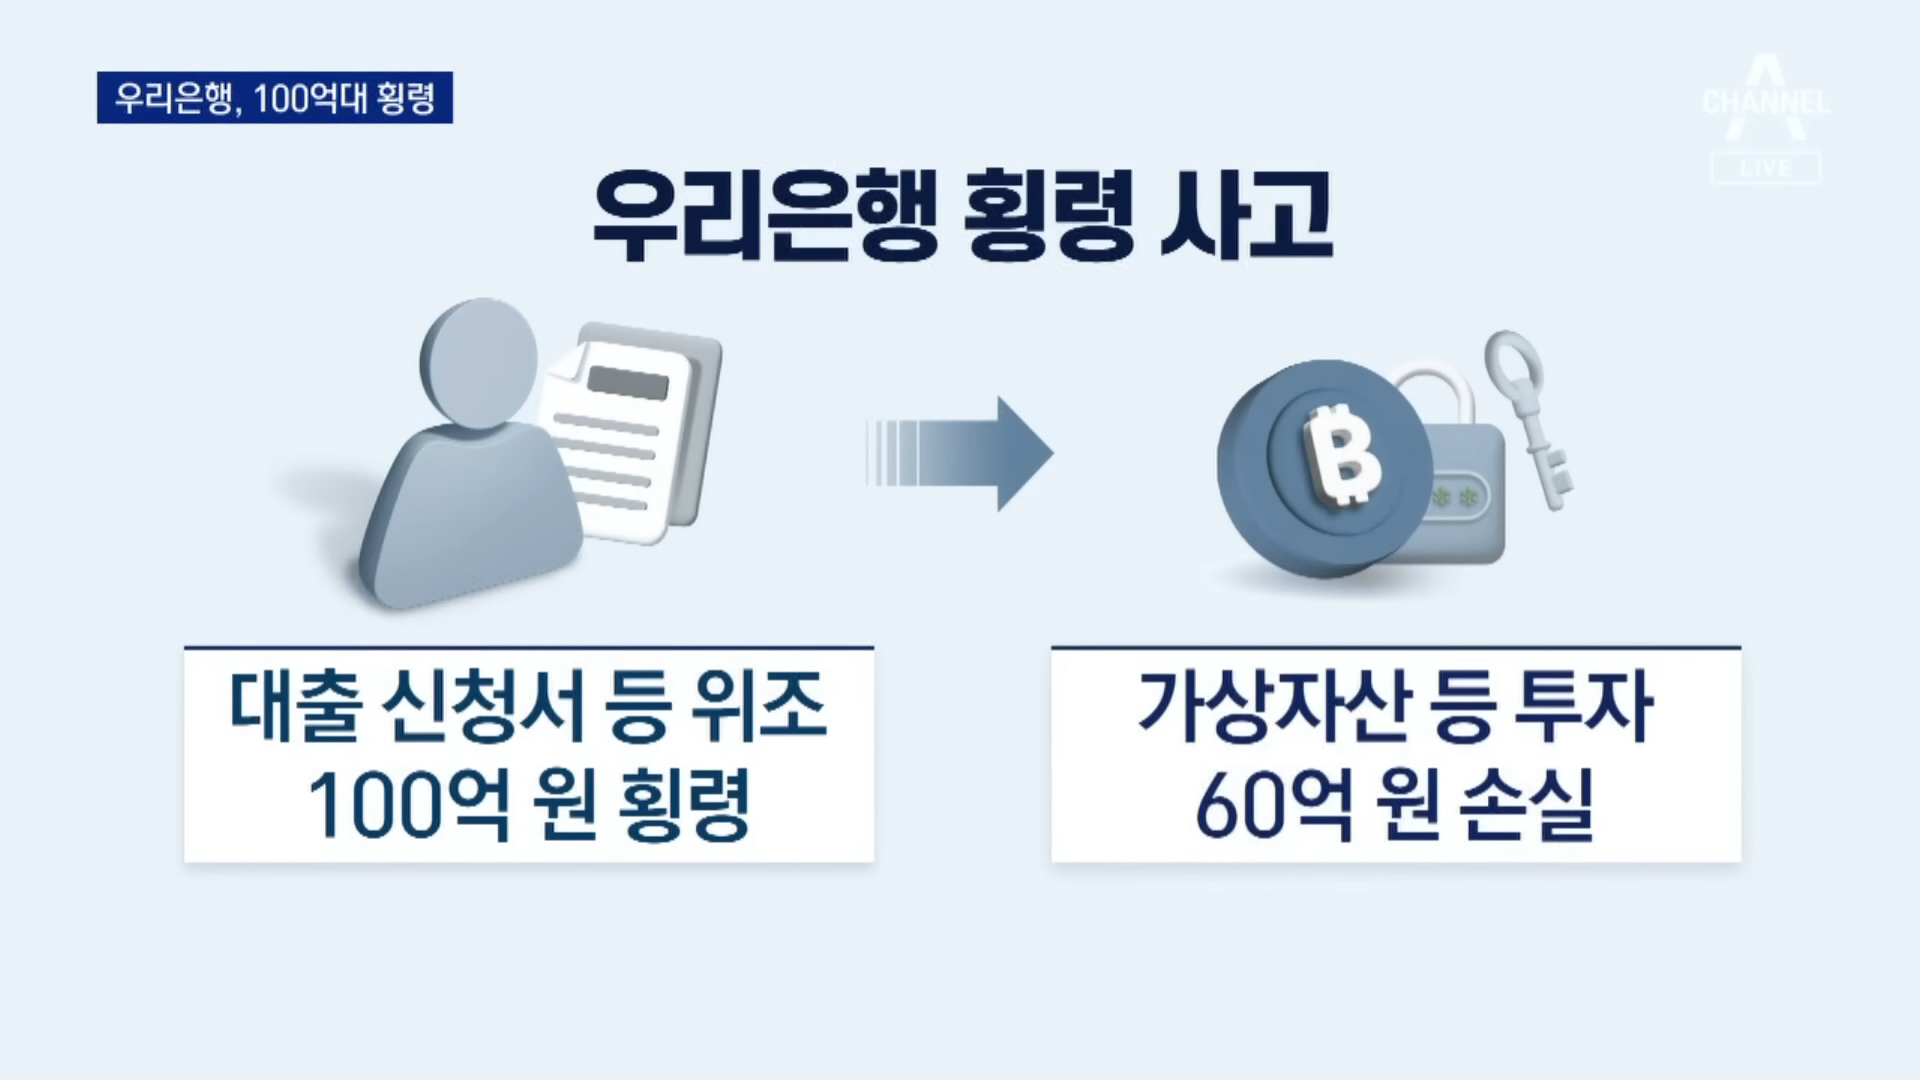 우리은행, 100억대 횡령
CHANNEL A
LIVE
우리은행 횡령 사고
대출 신청서 등 위조
100억 원 횡령
가상자산 등 투자
60억 원 손실